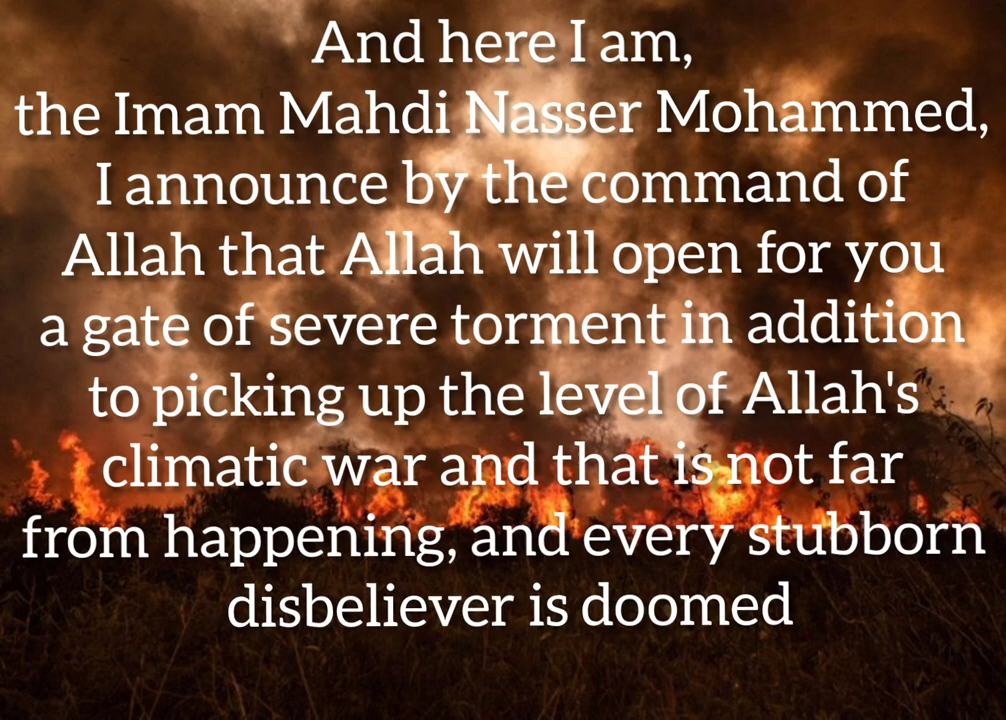 And here I am,
the Imam Mahdi Nasser Mohammed,
I announce by the command of
Allah that Allah will open for you
a gate of severe torment in addition
to picking up the level of Allah's
climatic war and that is not far
from happening, and every stubborn
disbeliever is doomed